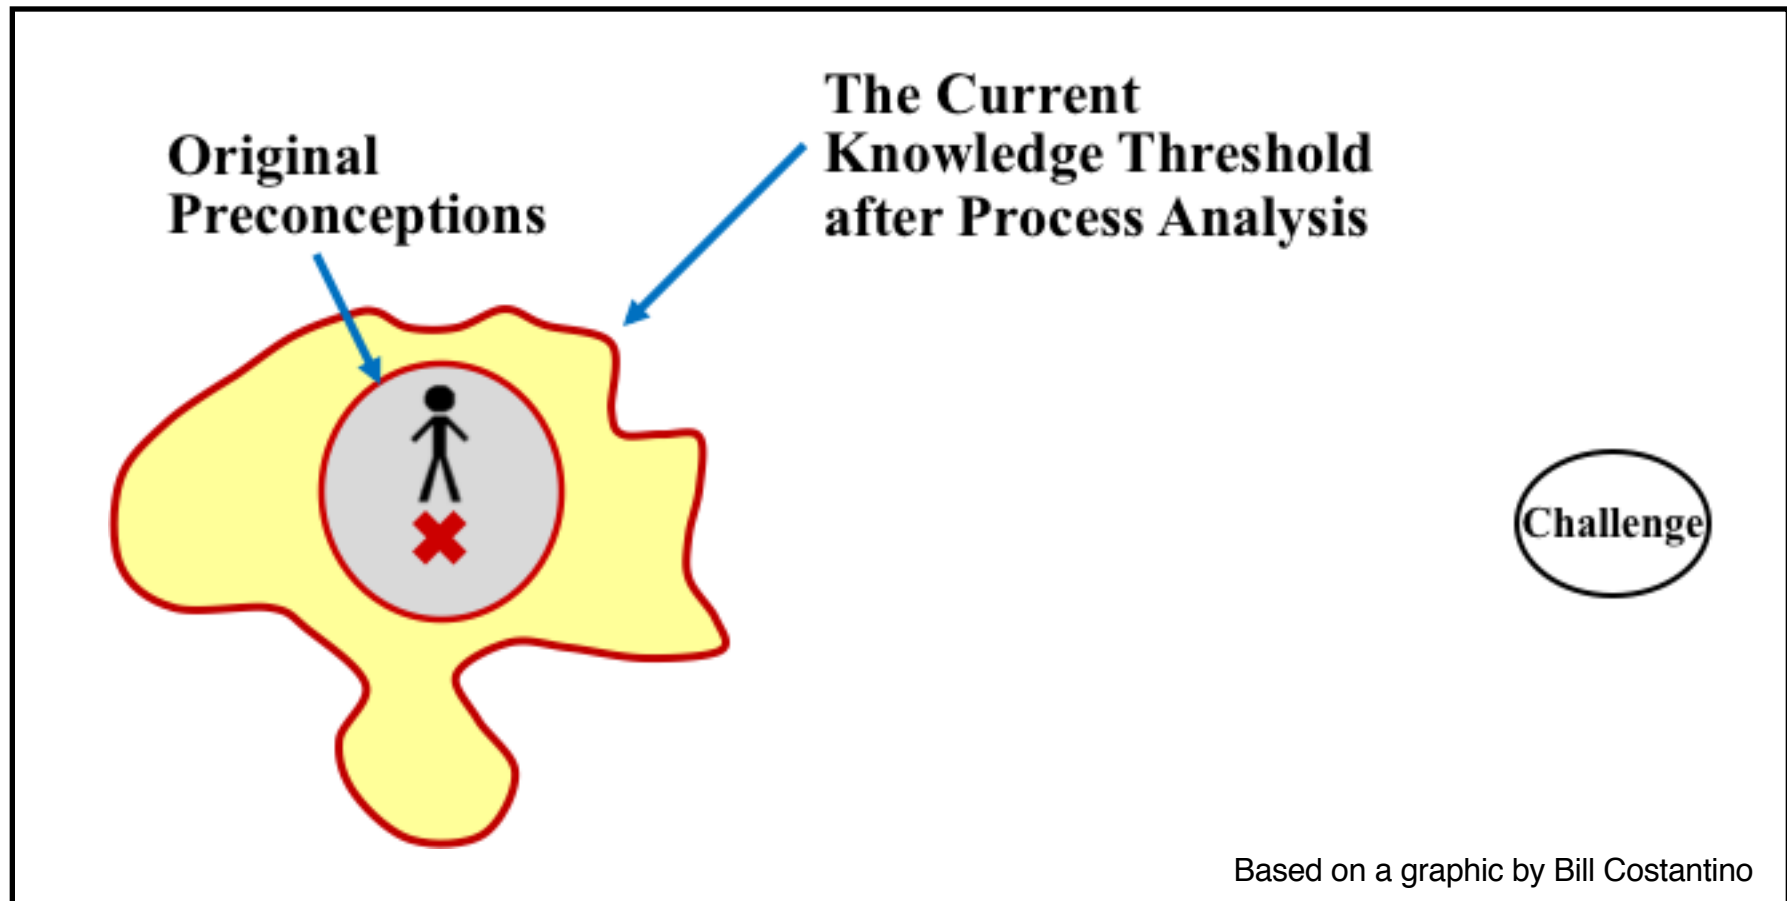 Original
Preconceptions
The Current
Knowledge Threshold
after Process Analysis
Challenge
Based on a graphic by Bill Costantino